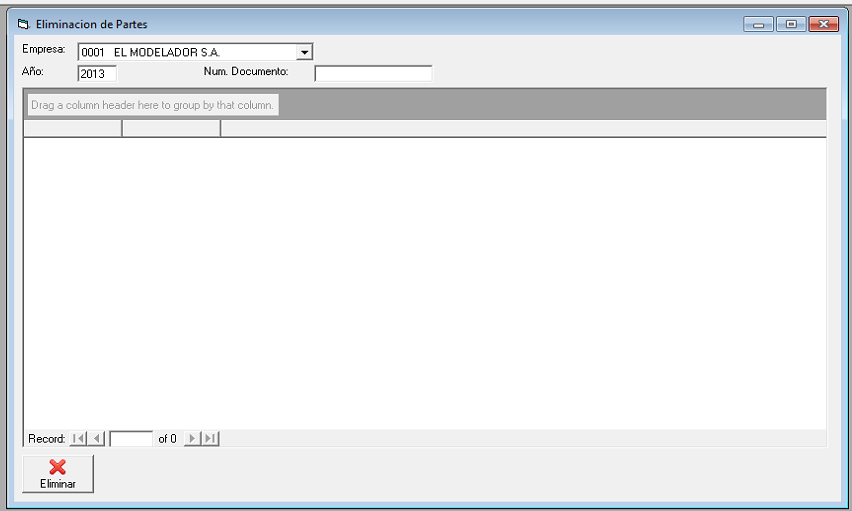 Eliminacion de Partes
Empresa: 0001 EL MODELADOR S.A.
Año: 2013 Num. Documento:
Drag a column header here to group by that column.
Record: of 0
Eliminar